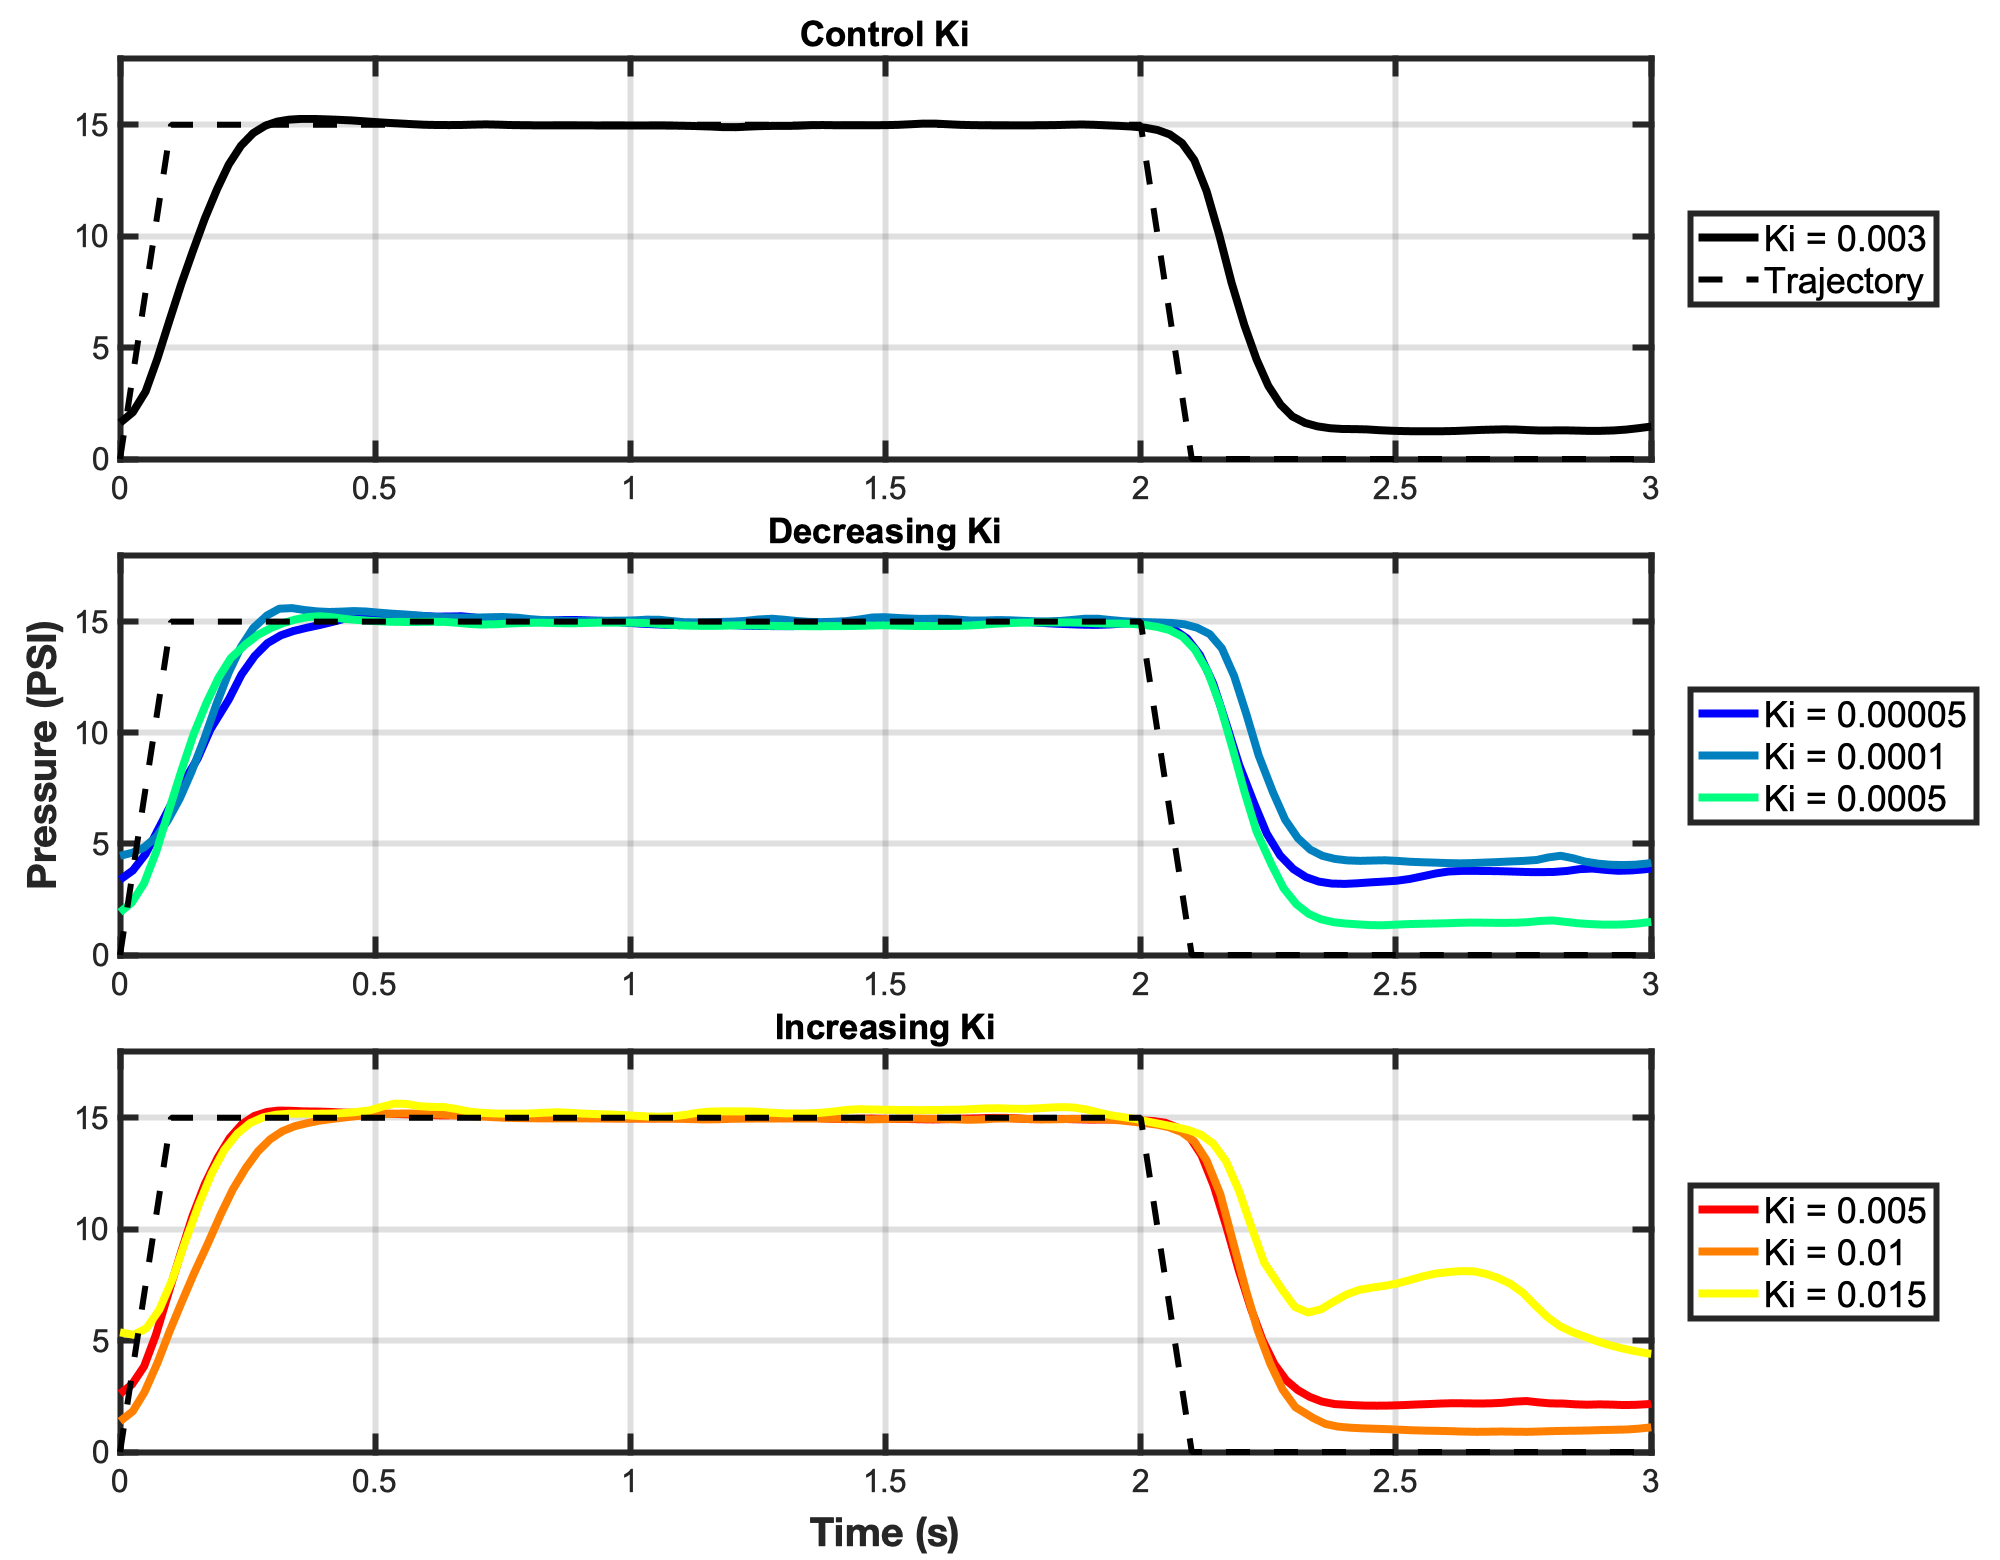 Control Ki
15
10
5
0
0 0.5 1 1.5 2 2.5 3
Ki = 0.003
Trajectory
Decreasing Ki
Pressure (PSI)
15
10
5
0
0 0.5 1 1.5 2 2.5 3
Ki = 0.00005
Ki = 0.0001
Ki = 0.0005
Increasing Ki
15
10
5
0
0 0.5 1 1.5 2 2.5 3
Ki = 0.005
Ki = 0.01
Ki = 0.015
Time (s)